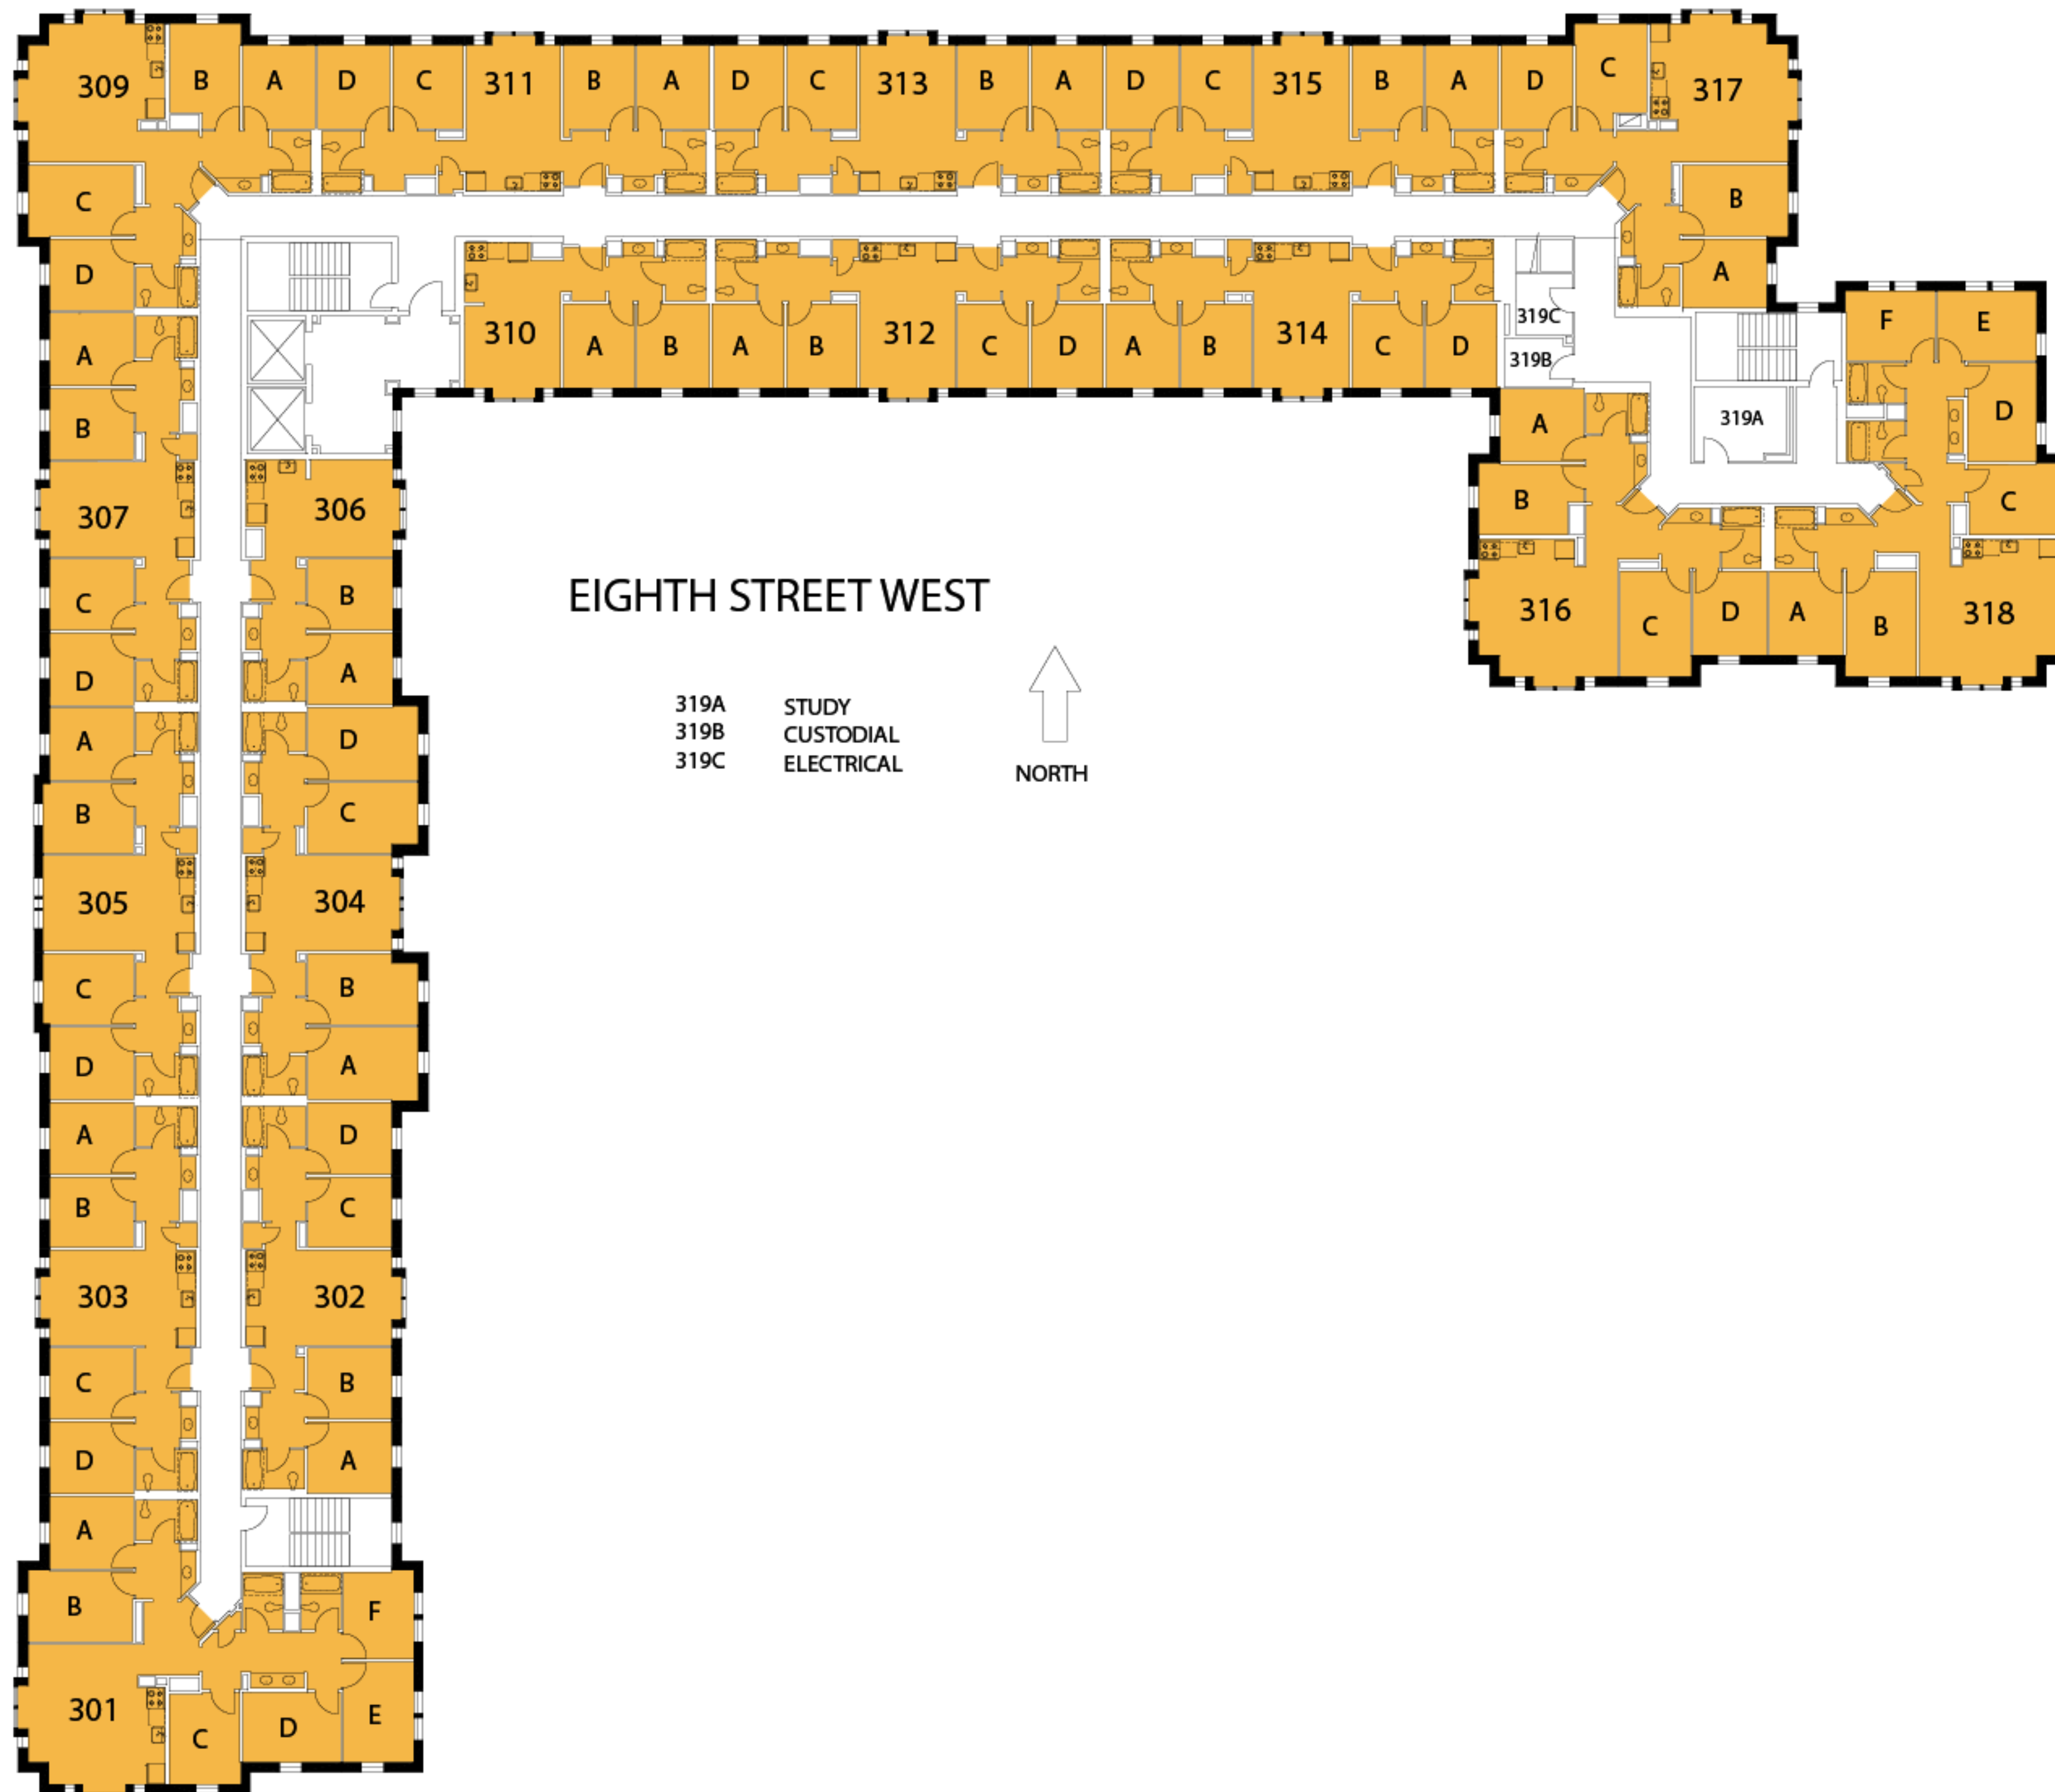 309 B A D C 311 B A D C 313 B A D C 315 B A D C 317
C B
D A
319C
F E
A 310 A B A B 312 C D A B 314 C D 319B
B A 319A D
307 306 B C
C B EIGHTH STREET WEST 316 C D A B 318
D A
A D 319A STUDY
319B CUSTODIAL
319C ELECTRICAL
NORTH
B C
305 304
C B
D A
A D
B C
303 302
C B
D A
A
B F
301 C D E